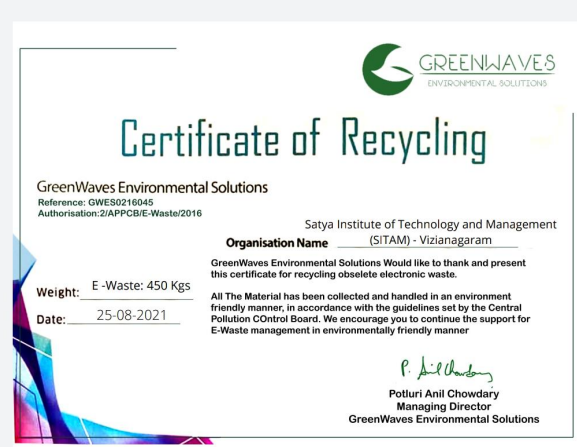 GREENWAVES
ENVIRONMENTAL SOLUTIONS
Certificate of Recycling
GreenWaves Environmental Solutions
Reference: GWES0216045
Authorisation:2/APPCB/E-Waste/2016
Satya Institute of Technology and Management
Organisation Name (SITAM) - Vizianagaram
GreenWaves Environmental Solutions Would like to thank and present
this certificate for recycling obselete electronic waste.
Weight: E -Waste: 450 Kgs
Date: 25-08-2021
All The Material has been collected and handled in an environment
friendly manner, in accordance with the guidelines set by the Central
Pollution COntrol Board. We encourage you to continue the support for
E-Waste management in environmentally friendly manner
P. Anil Chowdary
Potluri Anil Chowdary
Managing Director
GreenWaves Environmental Solutions